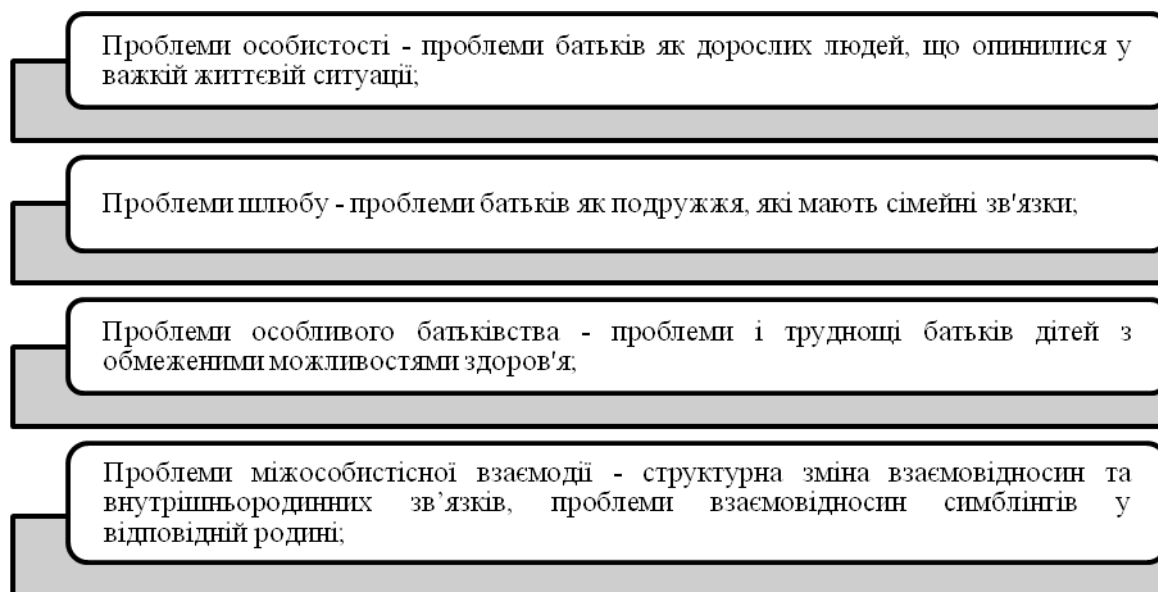 Проблеми особистості - проблеми батьків як дорослих людей, що опинилися у
важкій життєвій ситуації;
Проблеми шлюбу - проблеми батьків як подружжя, які мають сімейні зв'язки;
Проблеми особливого батьківства - проблеми і труднощі батьків дітей з
обмеженими можливостями здоров'я;
Проблеми міжособистісної взаємодії - структурна зміна взаємовідносин та
внутрішньородинних зв’язків, проблеми взаємовідносин симблінгів у
відповідній родині;